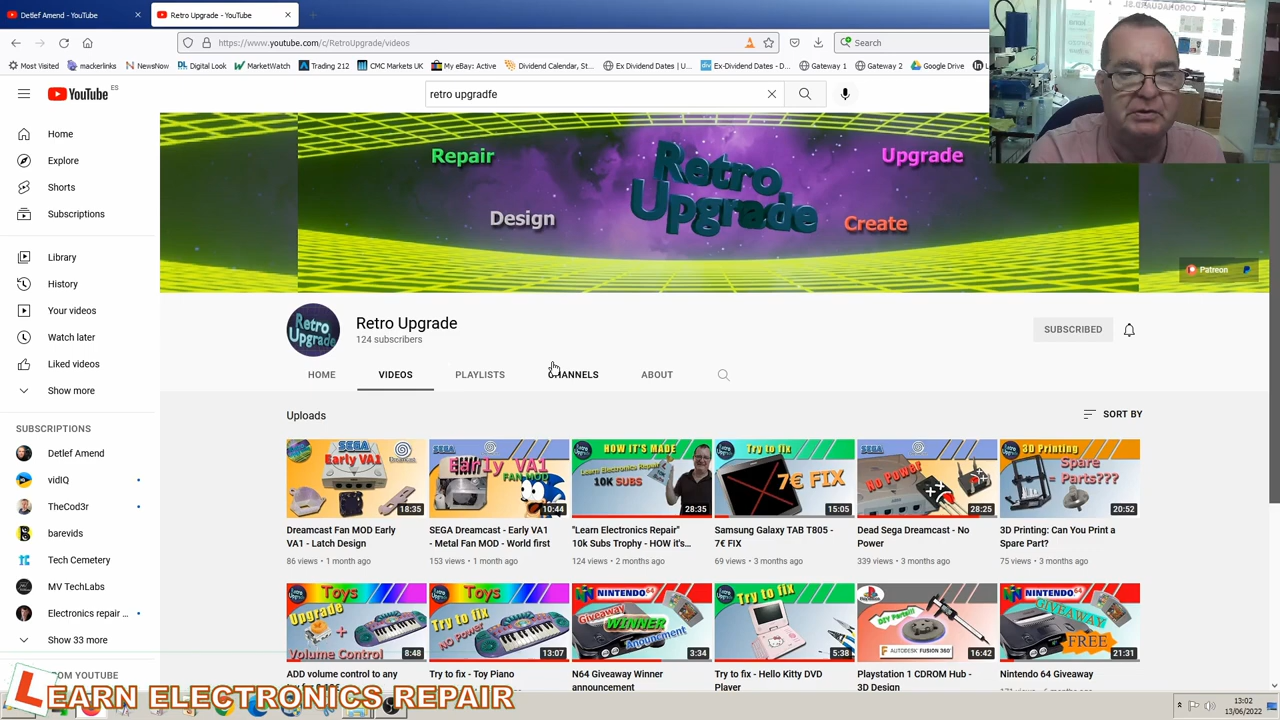 Detlef Amend - YouTube
Retro Upgrade - YouTube
https://www.youtube.com/c/RetroUpgrade/videos
Search
Most Visited
mackerlinks
NewsNow
Digital Look
MarketWatch
Trading 212
CMC Markets UK
My eBay: Active
Dividend Calendar, St...
Ex Dividend Dates - U...
Ex-Dividend Dates - D...
Gateway 1
Gateway 2
Google Drive
YouTube ES
retro upgradfe
Home
Explore
Shorts
Subscriptions
Library
History
Your videos
Watch later
Liked videos
Show more
SUBSCRIPTIONS
Detlef Amend
vidIQ
TheCod3r
barevids
Tech Cemetery
MV TechLabs
Electronics repair ...
Show 33 more
Repair
Upgrade
Retro
Upgrade
Design
Create
Patreon
Retro Upgrade
124 subscribers
SUBSCRIBED
HOME
VIDEOS
PLAYLISTS
CHANNELS
ABOUT
Uploads
SORT BY
SEGA
Early VA1
18:35
Dreamcast Fan MOD Early
VA1 - Latch Design
86 views • 1 month ago
SEGA
Early VA1
FAN MOD
10:44
SEGA Dreamcast - Early VA1
- Metal Fan MOD - World first
153 views • 1 month ago
HOW IT'S MADE
Learn Electronics Repair
10K SUBS
28:35
"Learn Electronics Repair"
10k Subs Trophy - HOW it's...
124 views • 2 months ago
Try to fix
7€ FIX
15:05
Samsung Galaxy TAB T805 -
7€ FIX
69 views • 3 months ago
SEGA
No Power
28:25
Dead Sega Dreamcast - No
Power
339 views • 3 months ago
3D Printing
Spare
= Parts???
20:52
3D Printing: Can You Print a
Spare Part?
75 views • 3 months ago
Toys
Upgrade
Volume Control
8:48
ADD volume control to any
Toys
Try to fix
No Power
13:07
Try to fix - Toy Piano
NINTENDO64
Giveaway
WINNER
3:34
N64 Giveaway Winner
announcement
Try to fix
5:38
Try to fix - Hello Kitty DVD
Player
PlayStation
DIY Parts!!!
AUTODESK FUSION 360
16:42
Playstation 1 CDROM Hub -
3D Design
NINTENDO64
GIVEAWAY
FREE
21:31
Nintendo 64 Giveaway
OM YOUTUBE
LEARN ELECTRONICS REPAIR
13:02
13/06/2022